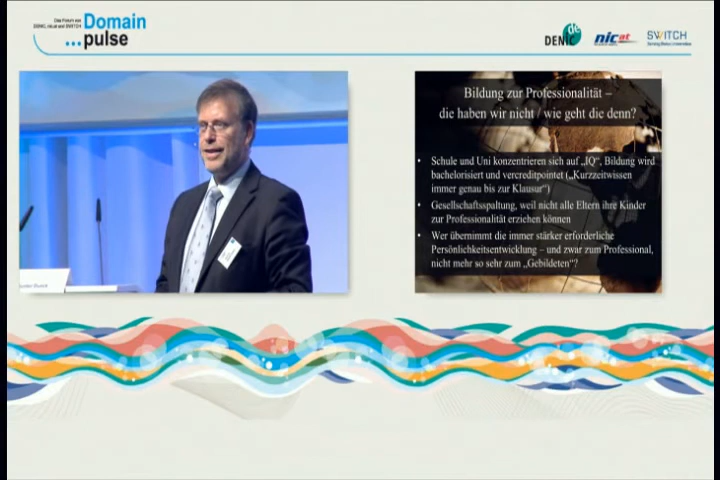 Das Forum von
DENIC, nic.at und SWITCH
Domain
...pulse
DENIC de
nic at
SWITCH
Bildung zur Professionalität –
die haben wir nicht / wie geht die denn?
• Schule und Uni konzentrieren sich auf „IQ“, Bildung wird
bachelorisiert und vercreditpointet („Kurzzeitwissen
immer genau bis zur Klausur“)
• Gesellschaftsspaltung, weil nicht alle Eltern ihre Kinder
zur Professionalität erziehen können
• Wer übernimmt die immer stärker erforderliche
Persönlichkeitsentwicklung – und zwar zum Professional,
nicht mehr so sehr zum „Gebildeten“?